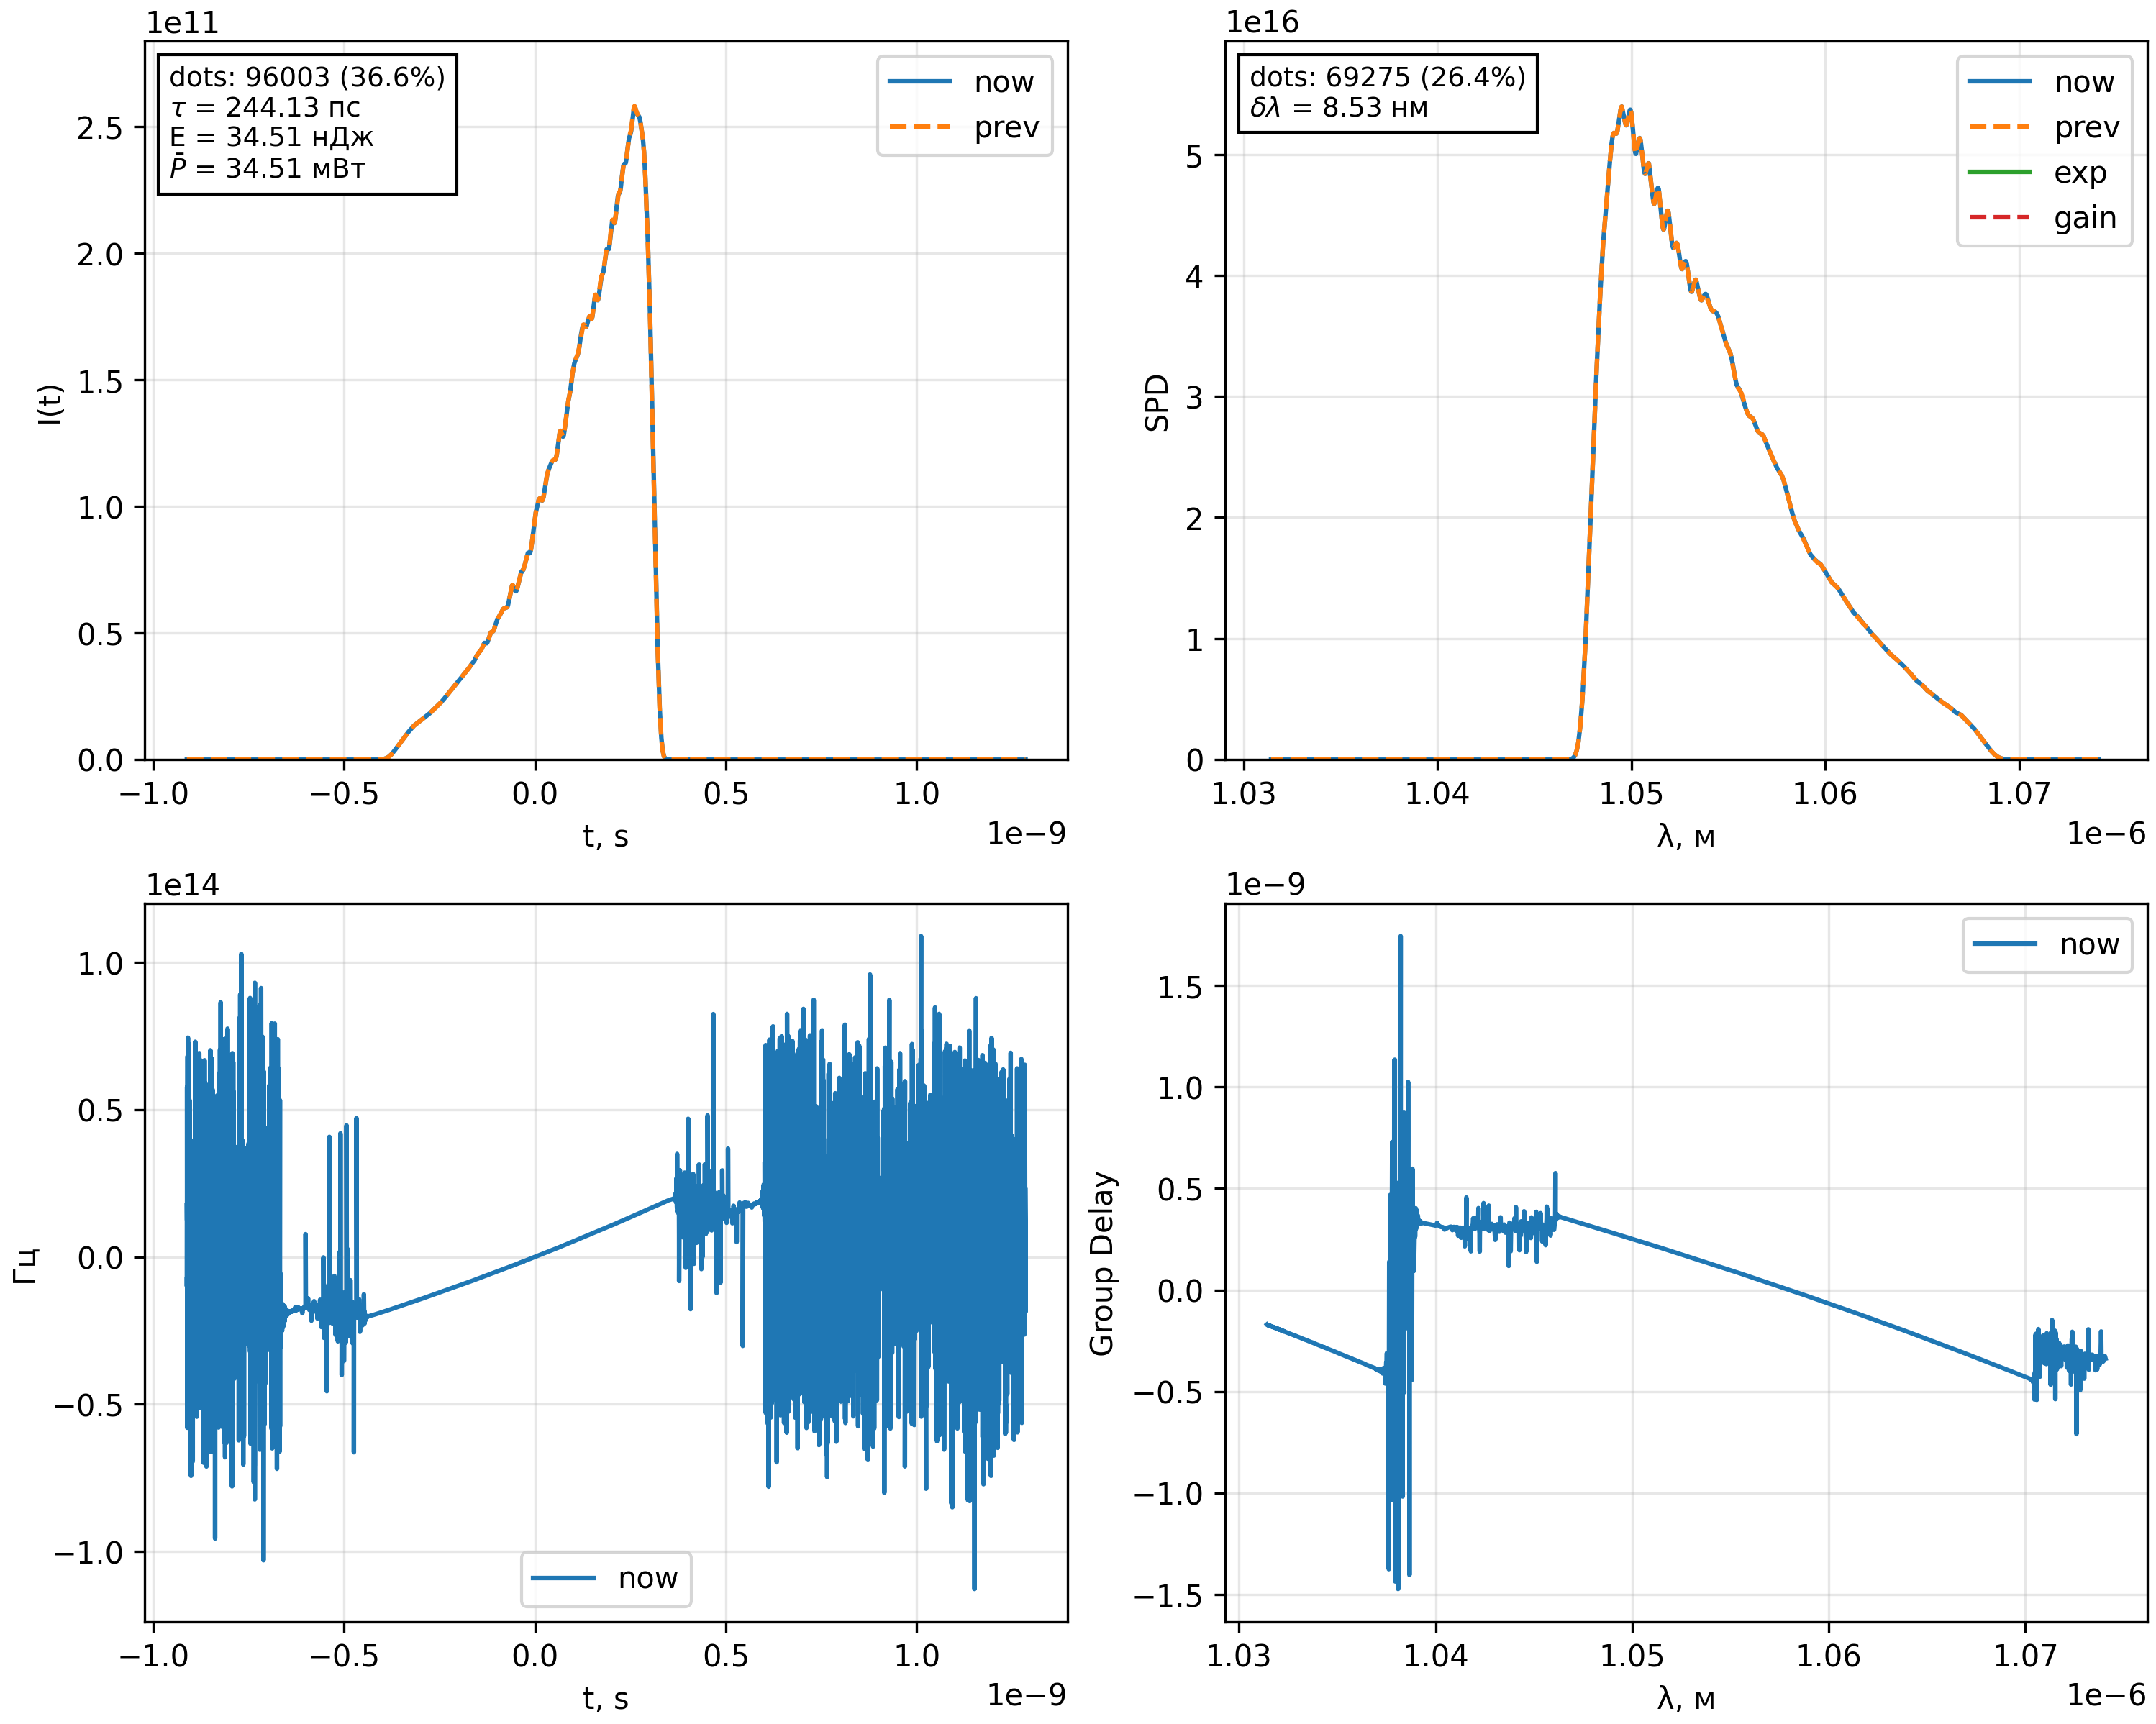 1e11
dots: 96003 (36.6%)
τ = 244.13 пс
E = 34.51 нДж
P̄ = 34.51 мВт
now
prev
2.5
2.0
1.5
1.0
0.5
0.0
I(t)
−1.0
−0.5
0.0
0.5
1.0
t, s
1e−9
1e16
dots: 69275 (26.4%)
δλ = 8.53 нм
now
prev
exp
gain
5
4
3
2
1
0
SPD
1.03
1.04
1.05
1.06
1.07
λ, м
1e−6
1e14
1.0
0.5
0.0
−0.5
−1.0
Гц
now
−1.0
−0.5
0.0
0.5
1.0
t, s
1e−9
1e−9
now
1.5
1.0
0.5
0.0
−0.5
−1.0
−1.5
Group Delay
1.03
1.04
1.05
1.06
1.07
λ, м
1e−6